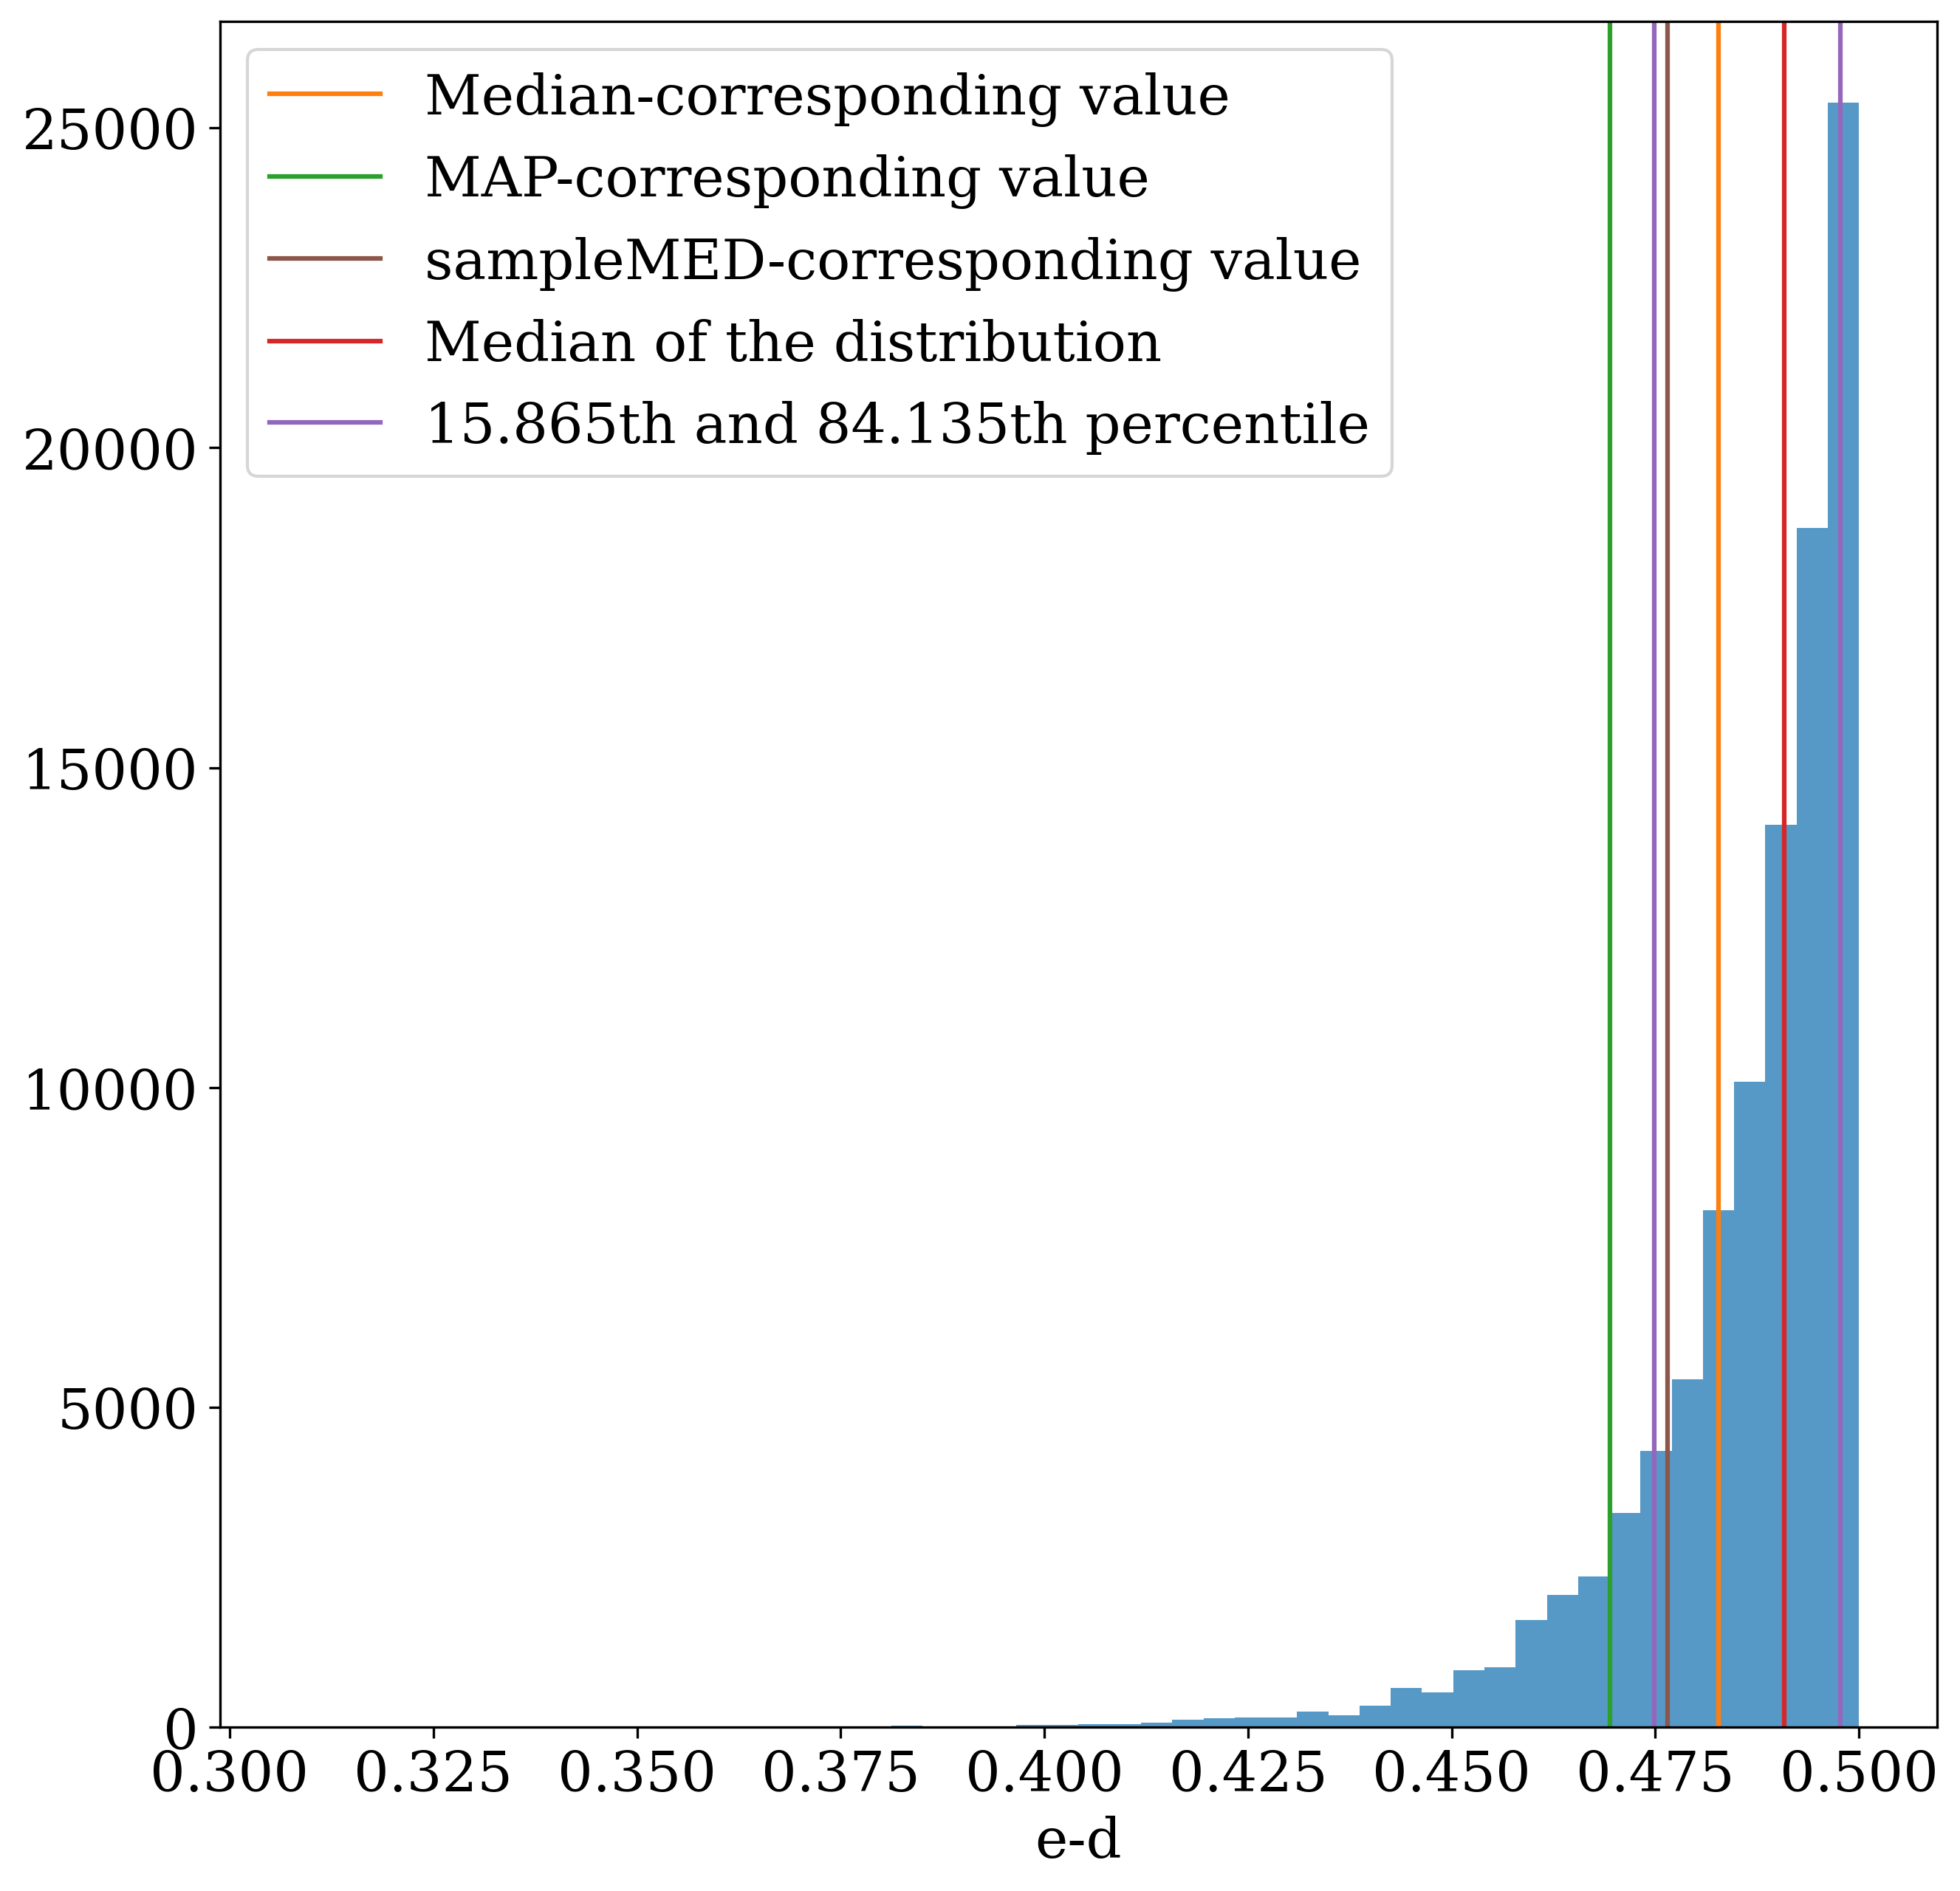 Median-corresponding value
MAP-corresponding value
sampleMED-corresponding value
Median of the distribution
15.865th and 84.135th percentile
25000
20000
15000
10000
5000
0
0.300 0.325 0.350 0.375 0.400 0.425 0.450 0.475 0.500
e-d